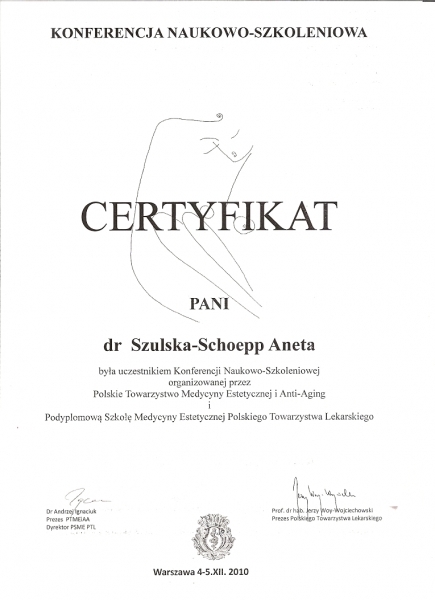 KONFERENCJA NAUKOWO-SZKOLENIOWA
CERTYFIKAT
PANI
dr Szulska-Schoepp Aneta
była uczestnikiem Konferencji Naukowo-Szkoleniowej
organizowanej przez
Polskie Towarzystwo Medycyny Estetycznej i Anti-Aging
i
Podyplomową Szkołę Medycyny Estetycznej Polskiego Towarzystwa Lekarskiego
Dr Andrzej Ignaciuk
Prezes PTMEiAA
Dyrektor PSME PTL
Prof. dr hab. Jerzy Woy-Wojciechowski
Prezes Polskiego Towarzystwa Lekarskiego
Warszawa 4-5.XII. 2010